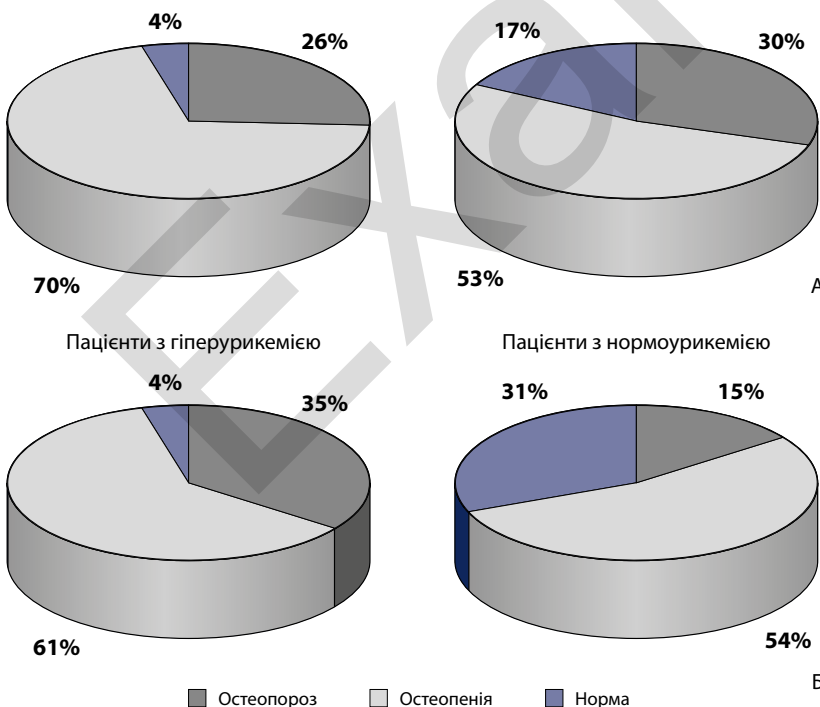 4%
26%
17%
30%
70%
53%
А
Пацієнти з гіперурикемією
Пацієнти з нормоурикемією
4%
35%
31%
15%
61%
54%
Б
Остеопороз
Остеопенія
Норма